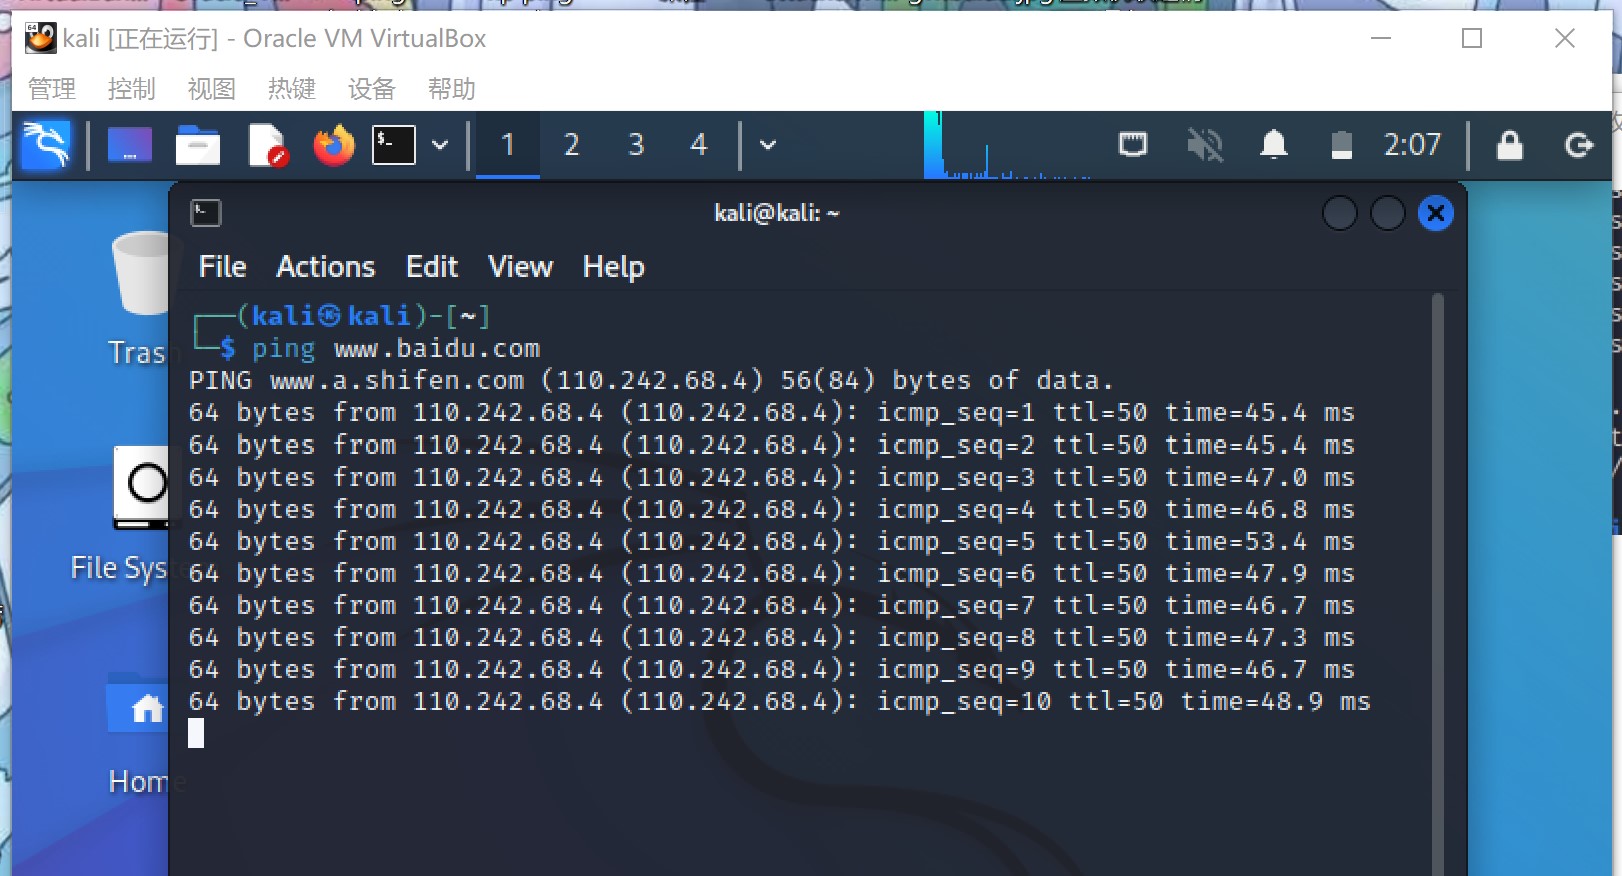 kali [正在运行] - Oracle VM VirtualBox
管理 控制 视图 热键 设备 帮助
1 2 3 4 2:07
kali@kali: ~
File Actions Edit View Help
Trash
File Syste
Home
┌──(kali㉿kali)-[~]
└─$ ping www.baidu.com
PING www.a.shifen.com (110.242.68.4) 56(84) bytes of data.
64 bytes from 110.242.68.4 (110.242.68.4): icmp_seq=1 ttl=50 time=45.4 ms
64 bytes from 110.242.68.4 (110.242.68.4): icmp_seq=2 ttl=50 time=45.4 ms
64 bytes from 110.242.68.4 (110.242.68.4): icmp_seq=3 ttl=50 time=47.0 ms
64 bytes from 110.242.68.4 (110.242.68.4): icmp_seq=4 ttl=50 time=46.8 ms
64 bytes from 110.242.68.4 (110.242.68.4): icmp_seq=5 ttl=50 time=53.4 ms
64 bytes from 110.242.68.4 (110.242.68.4): icmp_seq=6 ttl=50 time=47.9 ms
64 bytes from 110.242.68.4 (110.242.68.4): icmp_seq=7 ttl=50 time=46.7 ms
64 bytes from 110.242.68.4 (110.242.68.4): icmp_seq=8 ttl=50 time=47.3 ms
64 bytes from 110.242.68.4 (110.242.68.4): icmp_seq=9 ttl=50 time=46.7 ms
64 bytes from 110.242.68.4 (110.242.68.4): icmp_seq=10 ttl=50 time=48.9 ms